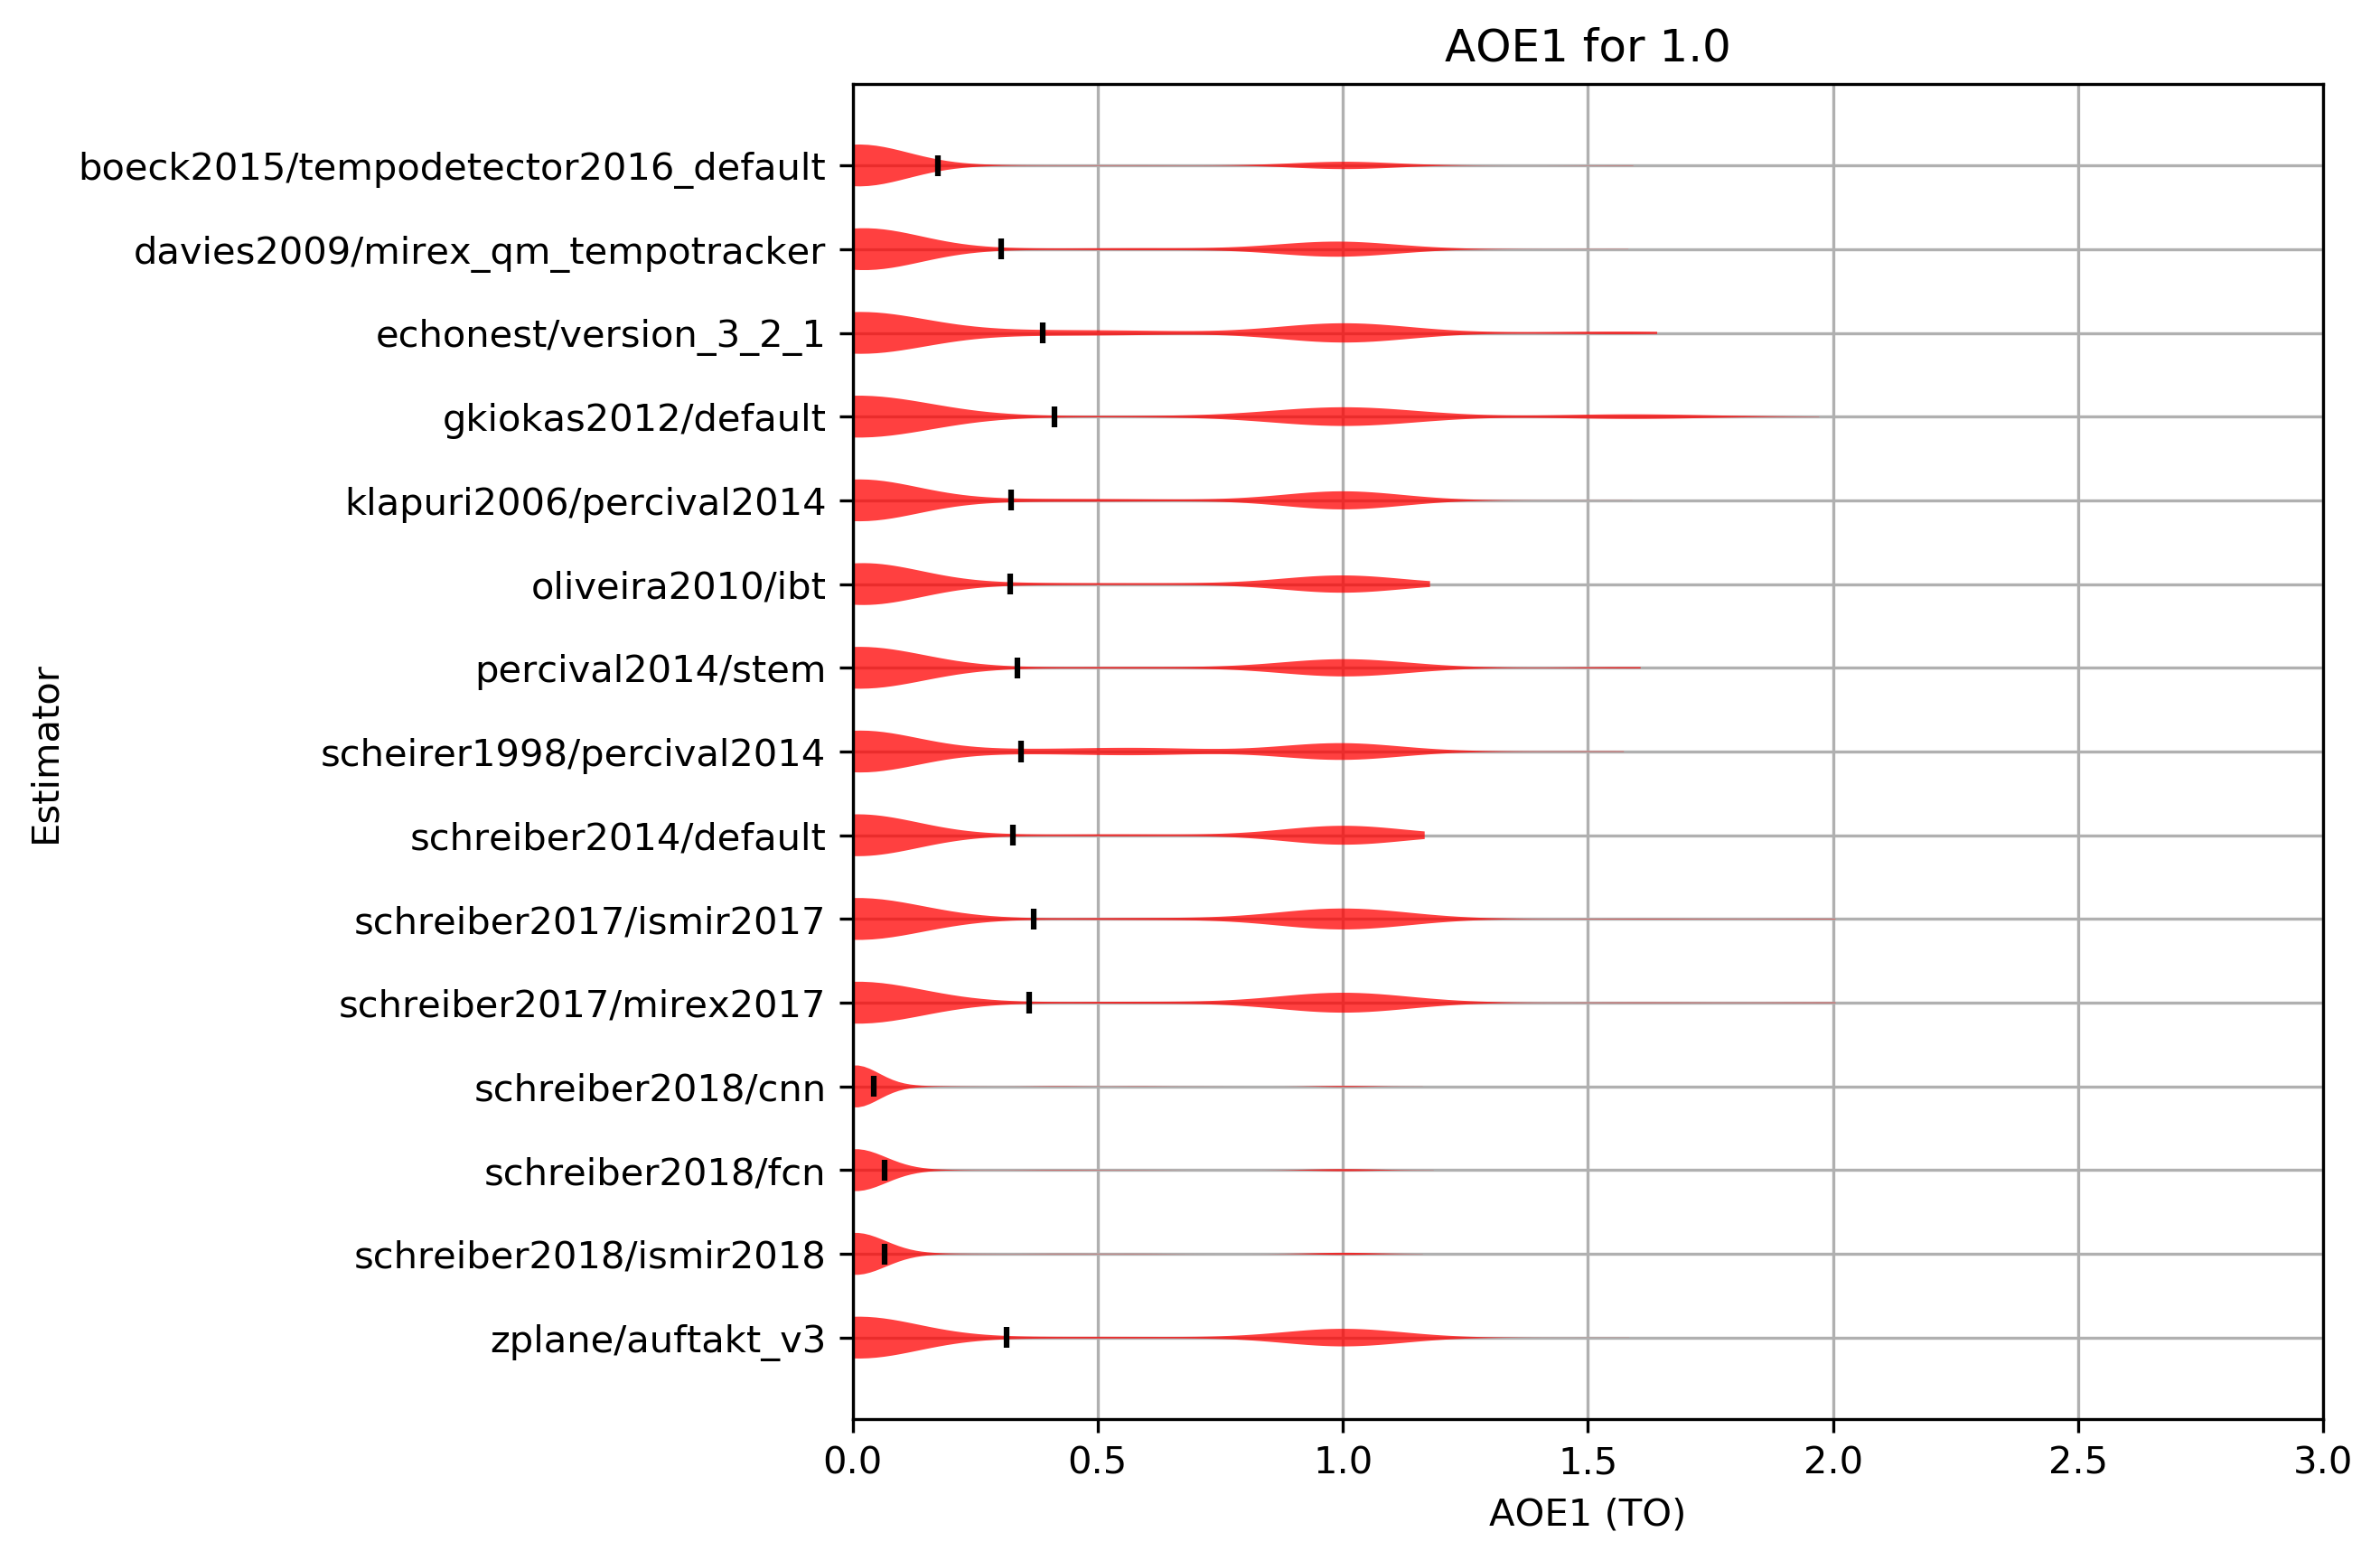 AOE1 for 1.0
boeck2015/tempodetector2016_default
davies2009/mirex_qm_tempotracker
echonest/version_3_2_1
gkiokas2012/default
klapuri2006/percival2014
oliveira2010/ibt
percival2014/stem
scheirer1998/percival2014
schreiber2014/default
schreiber2017/ismir2017
schreiber2017/mirex2017
schreiber2018/cnn
schreiber2018/fcn
schreiber2018/ismir2018
zplane/auftakt_v3
Estimator
0.0 0.5 1.0 1.5 2.0 2.5 3.0
AOE1 (TO)